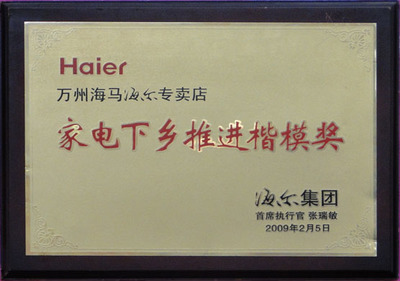 Haier
万州海马海尔专卖店
家电下乡推进楷模奖
海尔集团
首席执行官 张瑞敏
2009年2月5日